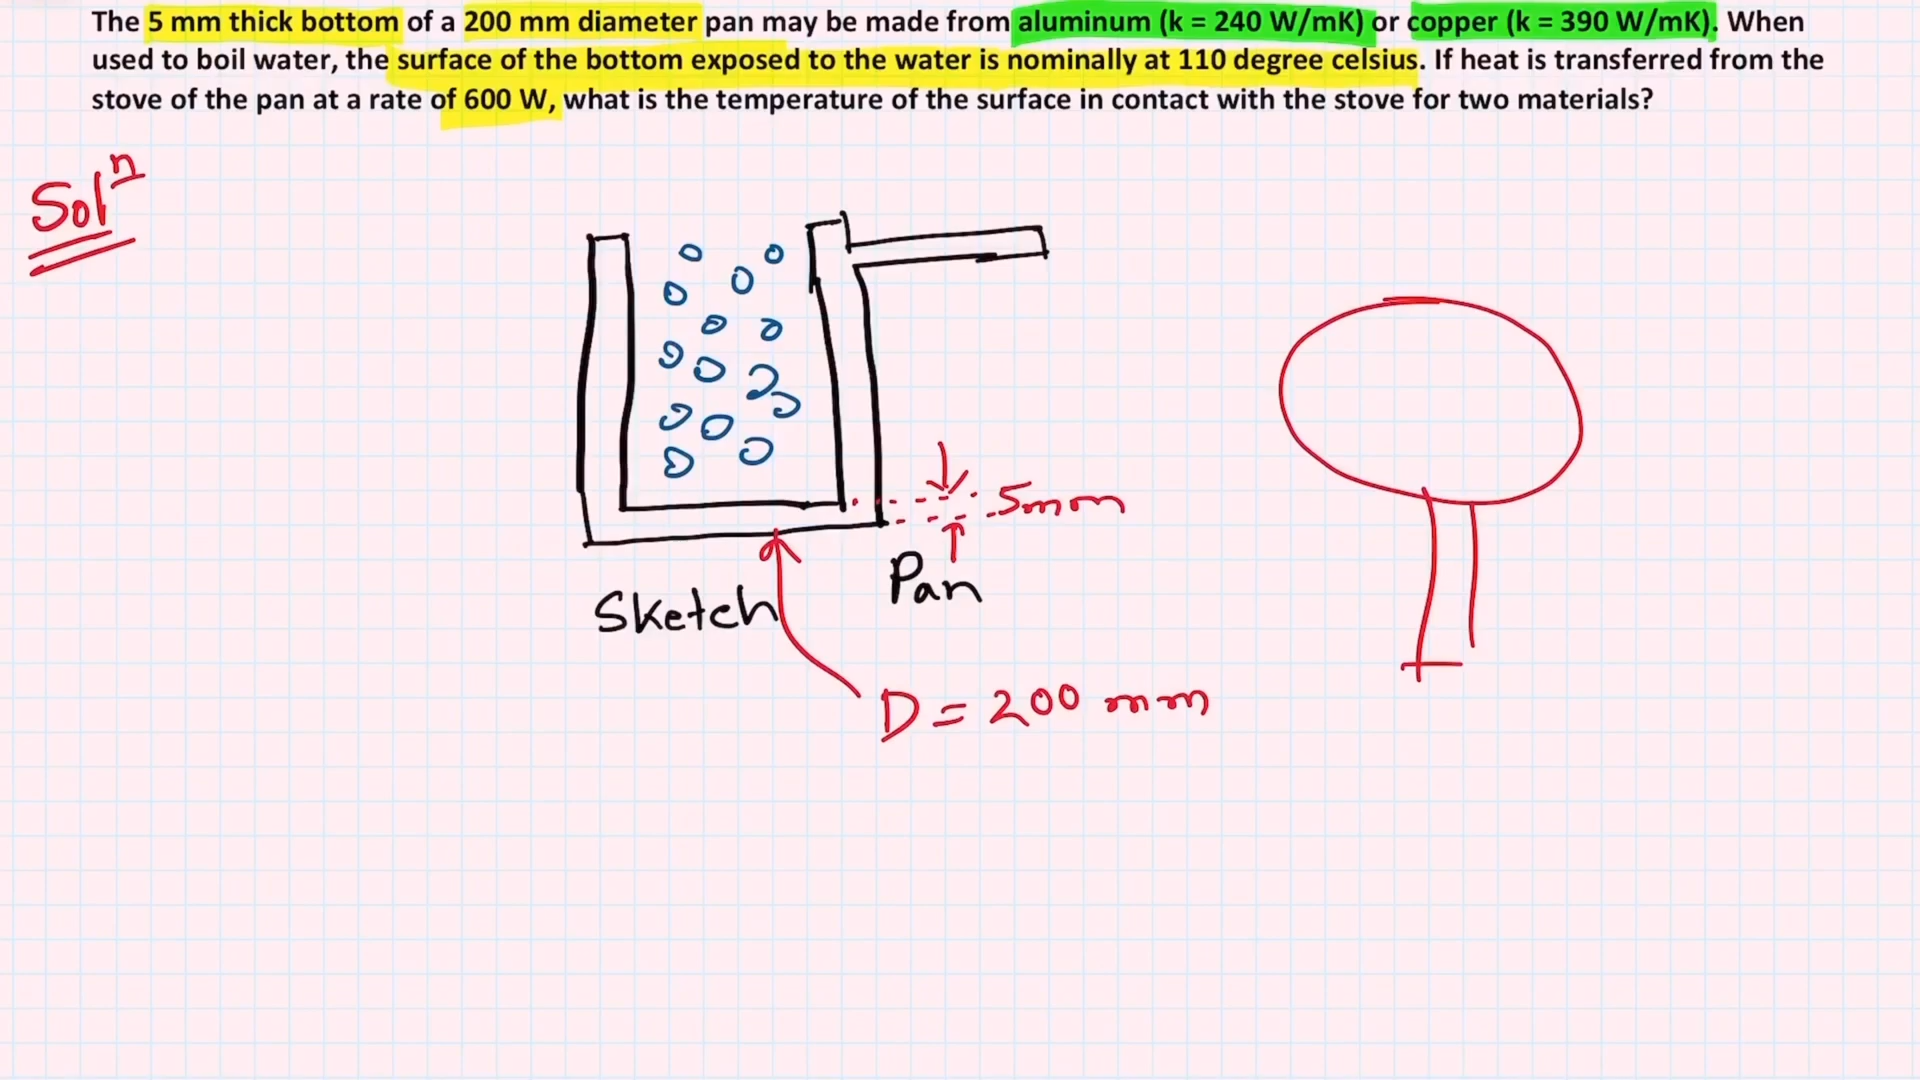 The 5 mm thick bottom of a 200 mm diameter pan may be made from aluminum (k = 240 W/mK) or copper (k = 390 W/mK). When
used to boil water, the surface of the bottom exposed to the water is nominally at 110 degree celsius. If heat is transferred from the
stove of the pan at a rate of 600 W, what is the temperature of the surface in contact with the stove for two materials?
Solⁿ
5mm
Pan
Sketch
D = 200 mm